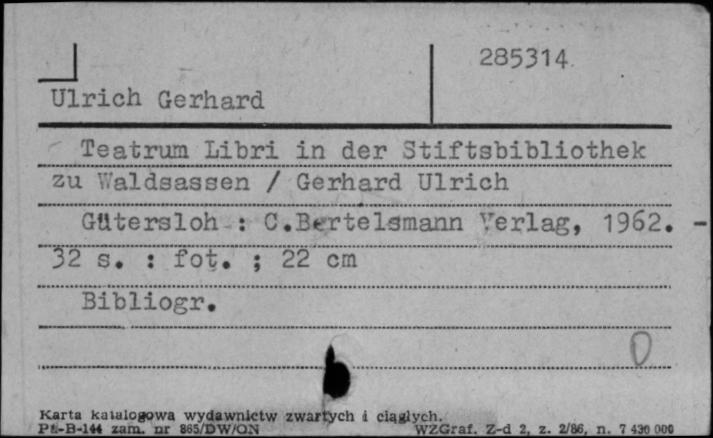 285314
Ulrich Gerhard
Teatrum Libri in der Stiftsbibliothek
zu Waldsassen / Gerhard Ulrich
Gütersloh : C.Bertelsmann Verlag, 1962. -
32 s. : fot. ; 22 cm
Bibliogr.
0
Karta katalogowa wydawnictw zwartych i ciągłych.
Pu-B-144 zam. nr 865/DW/ON WZGraf. Z-d 2, z. 2/86, n. 7 430 000